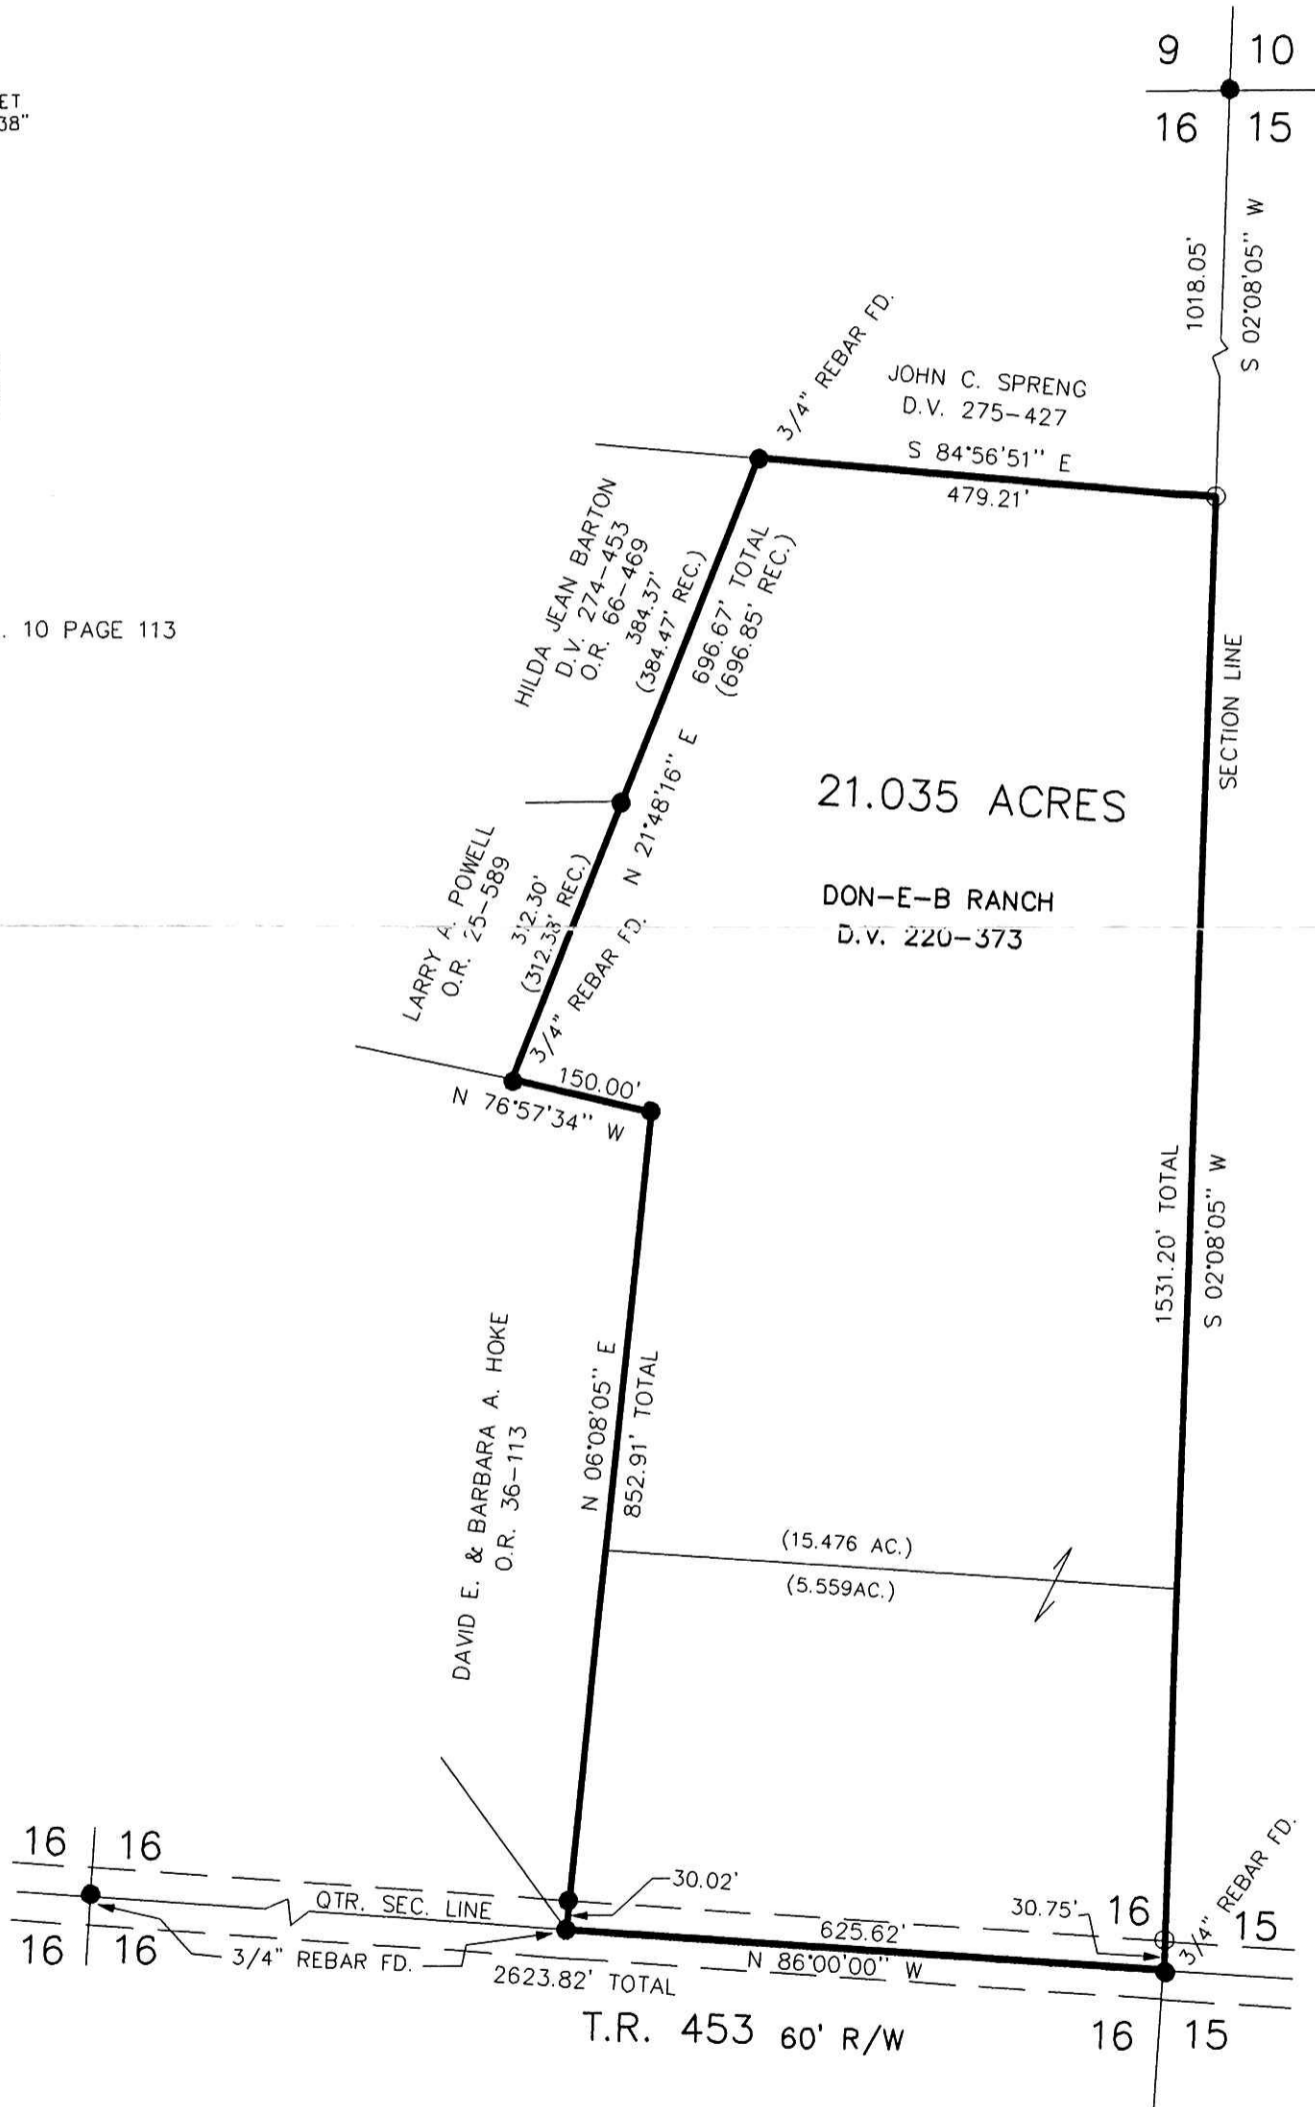 9 10
16 15
ET
38"
1018.05'
S 02°08'05" W
3/4" REBAR FD.
JOHN C. SPRENG
D.V. 275-427
S 84°56'51" E
479.21'
HILDA JEAN BARTON
D.V. 274-453
O.R. 66-469
384.37'
(384.47' REC.)
696.67' TOTAL
(696.85' REC.)
. 10 PAGE 113
SECTION LINE
N 21°48'16" E
21.035 ACRES
DON-E-B RANCH
D.V. 220-373
LARRY A. POWELL
O.R. 25-589
312.30'
(312.38' REC.)
3/4" REBAR FD.
150.00'
N 76°57'34" W
1531.20' TOTAL
S 02°08'05" W
DAVID E. & BARBARA A. HOKE
O.R. 36-113
N 06°08'05" E
852.91' TOTAL
(15.476 AC.)
(5.559AC.)
16 16
QTR. SEC. LINE
30.02'
625.62'
30.75'
16 15
3/4" REBAR FD.
16 16
3/4" REBAR FD.
N 86°00'00" W
2623.82' TOTAL
T.R. 453 60' R/W
16 15